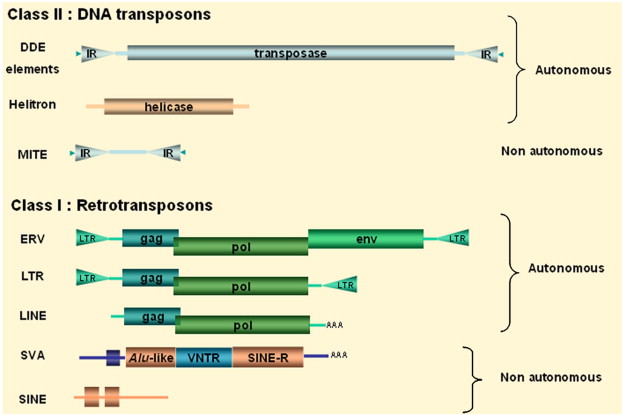 Class II : DNA transposons
DDE elements
IR
transposase
IR
Autonomous
Helitron
helicase
MITE
IR
IR
Non autonomous
Class I : Retrotransposons
ERV
LTR
gag
pol
env
LTR
LTR
LTR
gag
pol
LTR
Autonomous
LINE
gag
pol
AAA
SVA
Alu-like
VNTR
SINE-R
AAA
Non autonomous
SINE